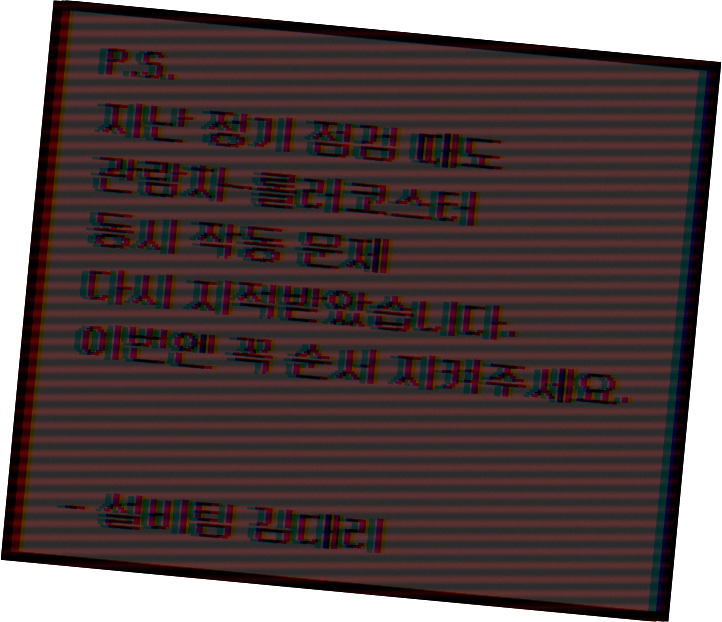 P.S.
지난 정기 점검 때도
관람차-롤러코스터
동시 작동 문제
다시 지적받았습니다.
이번엔 꼭 순서 지켜주세요.
- 설비팀 김대리